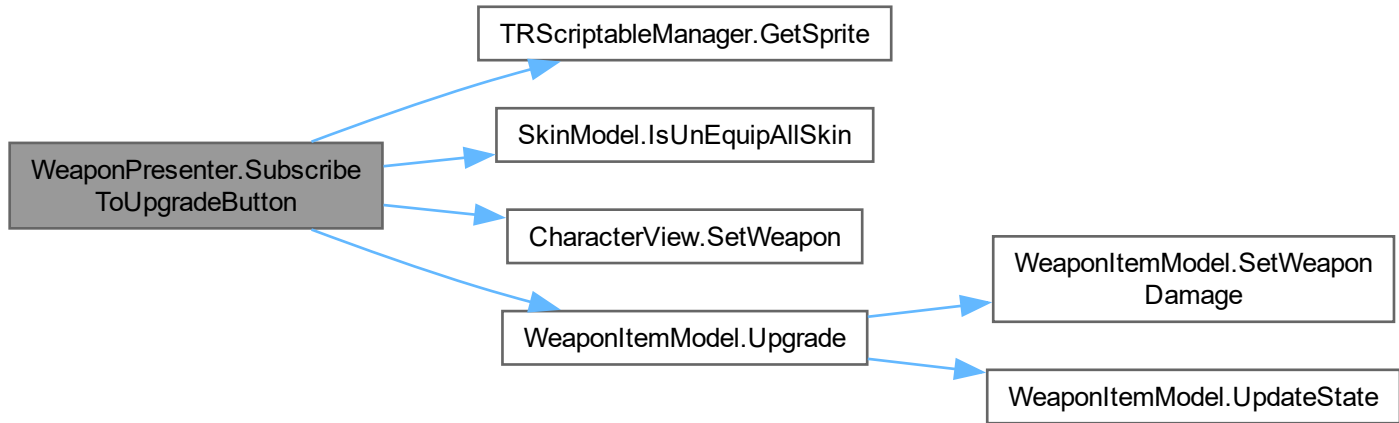 TRScriptableManager.GetSprite
SkinModel.IsUnEquipAllSkin
WeaponPresenter.Subscribe
ToUpgradeButton
CharacterView.SetWeapon
WeaponItemModel.SetWeapon
Damage
WeaponItemModel.Upgrade
WeaponItemModel.UpdateState